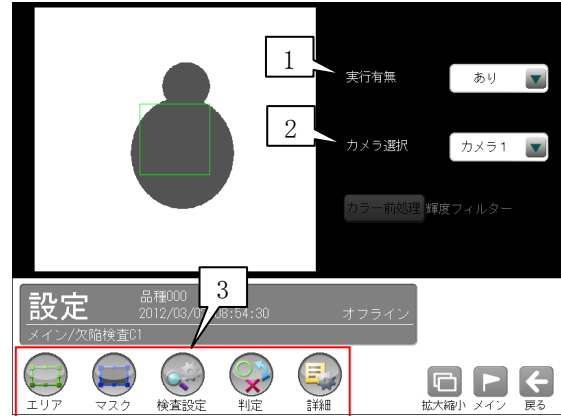 1
実行有無
あり
2
カメラ選択
カメラ1
カラー前処理 輝度フィルター
設定
品種000
3
2012/03/0 08:54:30
オフライン
メイン/欠陥検査C1
エリア
マスク
検査設定
判定
詳細
拡大縮小
メイン
戻る